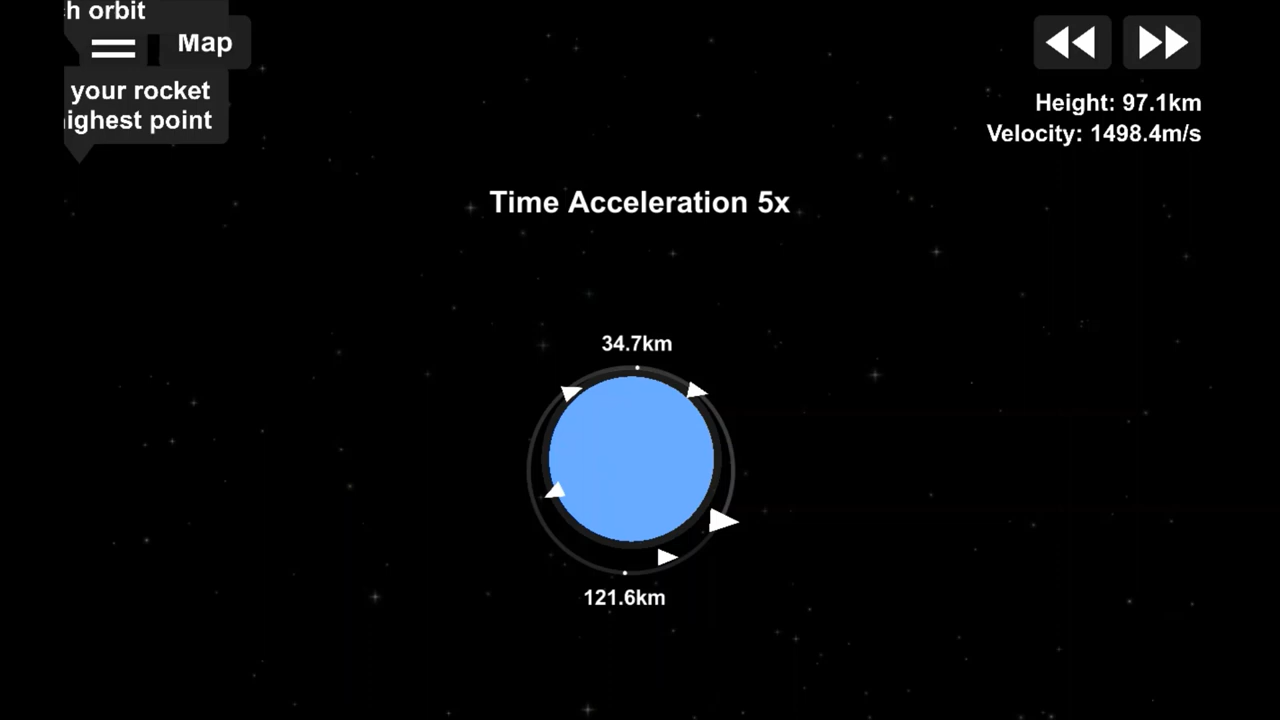 h orbit
Map
your rocket
ighest point
Height: 97.1km
Velocity: 1498.4m/s
Time Acceleration 5x
34.7km
121.6km